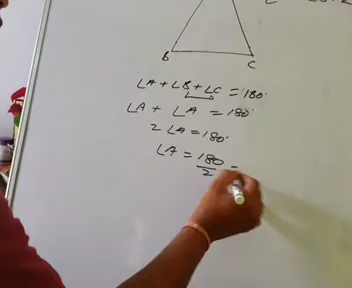 B
C
∠A + ∠B + ∠C = 180°
∠A + ∠A = 180°
2∠A = 180°
∠A = 180/2 =